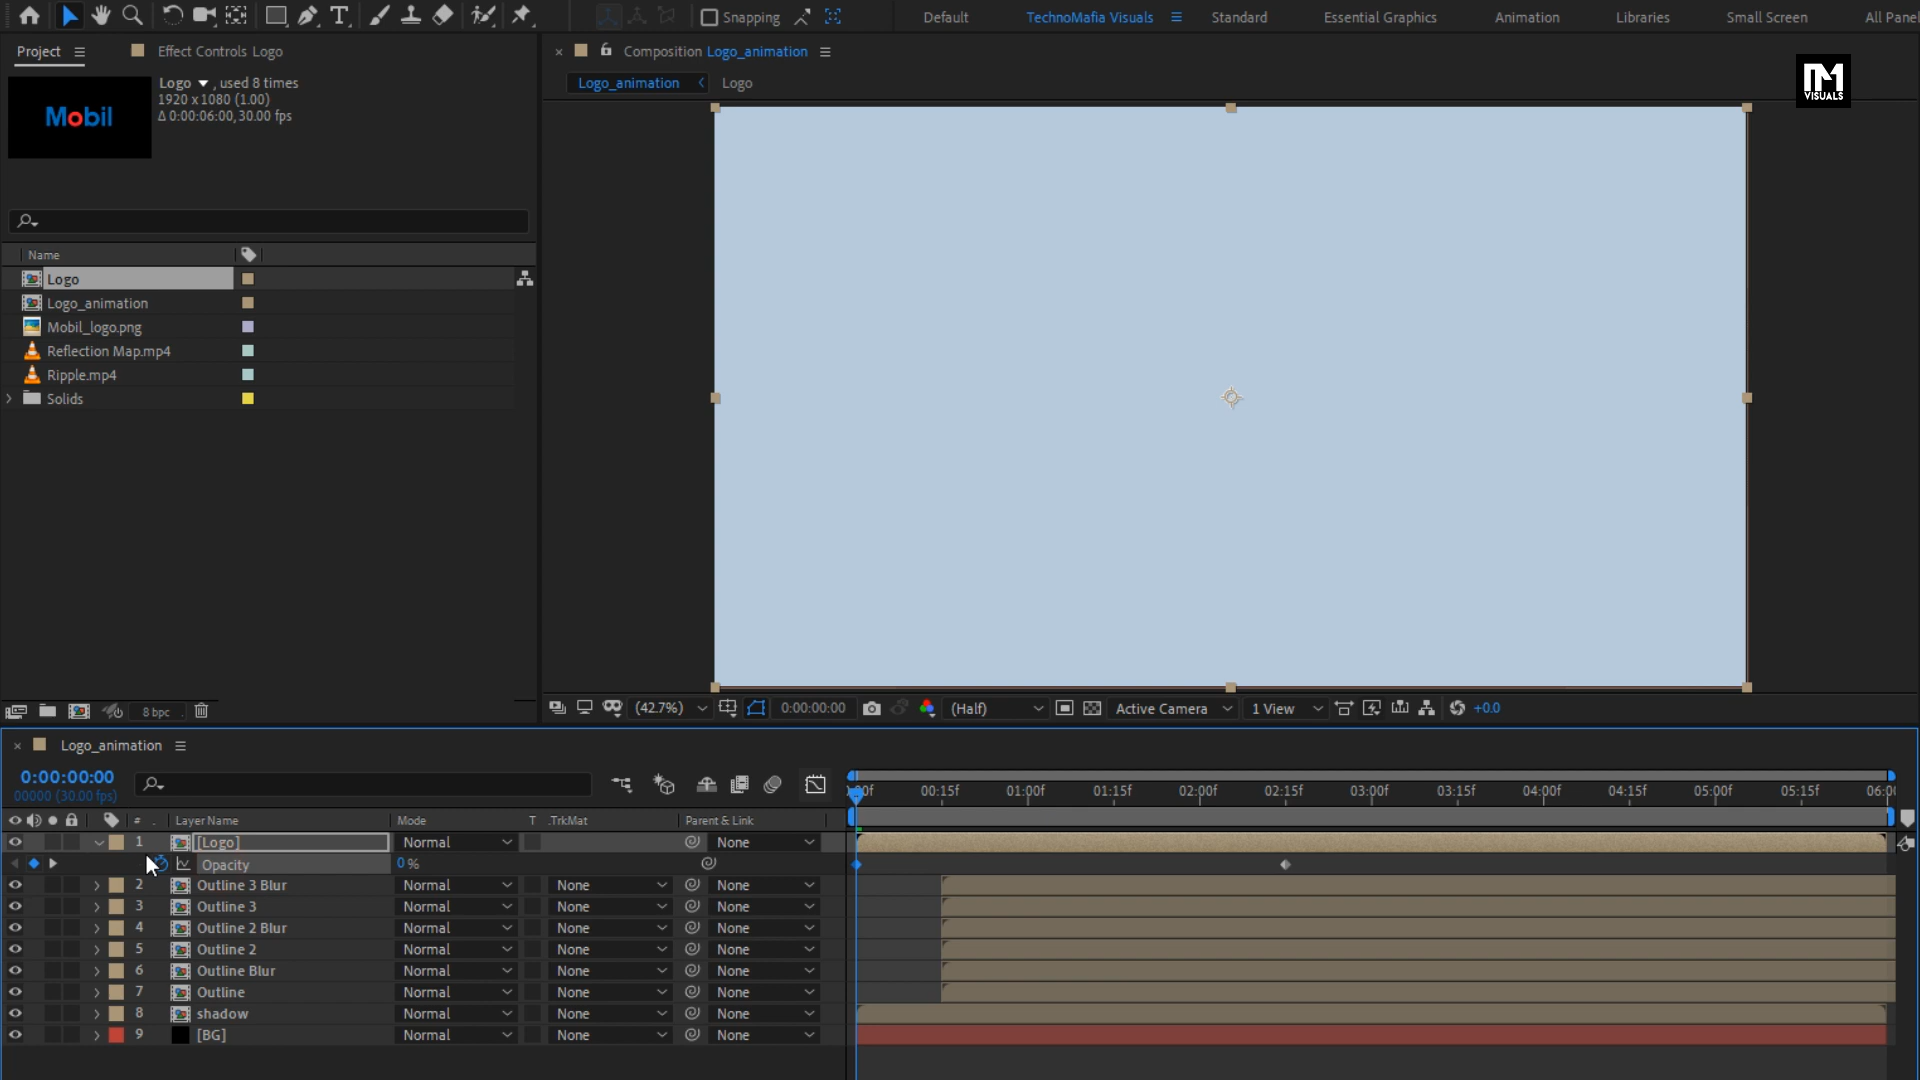 Snapping
Default
TechnoMafia Visuals
Standard
Essential Graphics
Animation
Libraries
Small Screen
All Pane
Project
Effect Controls Logo
Composition Logo_animation
Logo , used 8 times
1920 x 1080 (1.00)
Δ 0:00:06:00, 30.00 fps
Mobil
Logo_animation
Logo
VISUALS
Name
Logo
Logo_animation
Mobil_logo.png
Reflection Map.mp4
Ripple.mp4
Solids
8 bpc
(42.7%)
0:00:00:00
(Half)
Active Camera
1 View
+0.0
Logo_animation
0:00:00:00
00000 (30.00 fps)
00f 00:15f 01:00f 01:15f 02:00f 02:15f 03:00f 03:15f 04:00f 04:15f 05:00f 05:15f 06:0
# Layer Name Mode T .TrkMat Parent & Link
1 [Logo] Normal None
Opacity 0 %
2 Outline 3 Blur Normal None None
3 Outline 3 Normal None None
4 Outline 2 Blur Normal None None
5 Outline 2 Normal None None
6 Outline Blur Normal None None
7 Outline Normal None None
8 shadow Normal None None
9 [BG] Normal None None